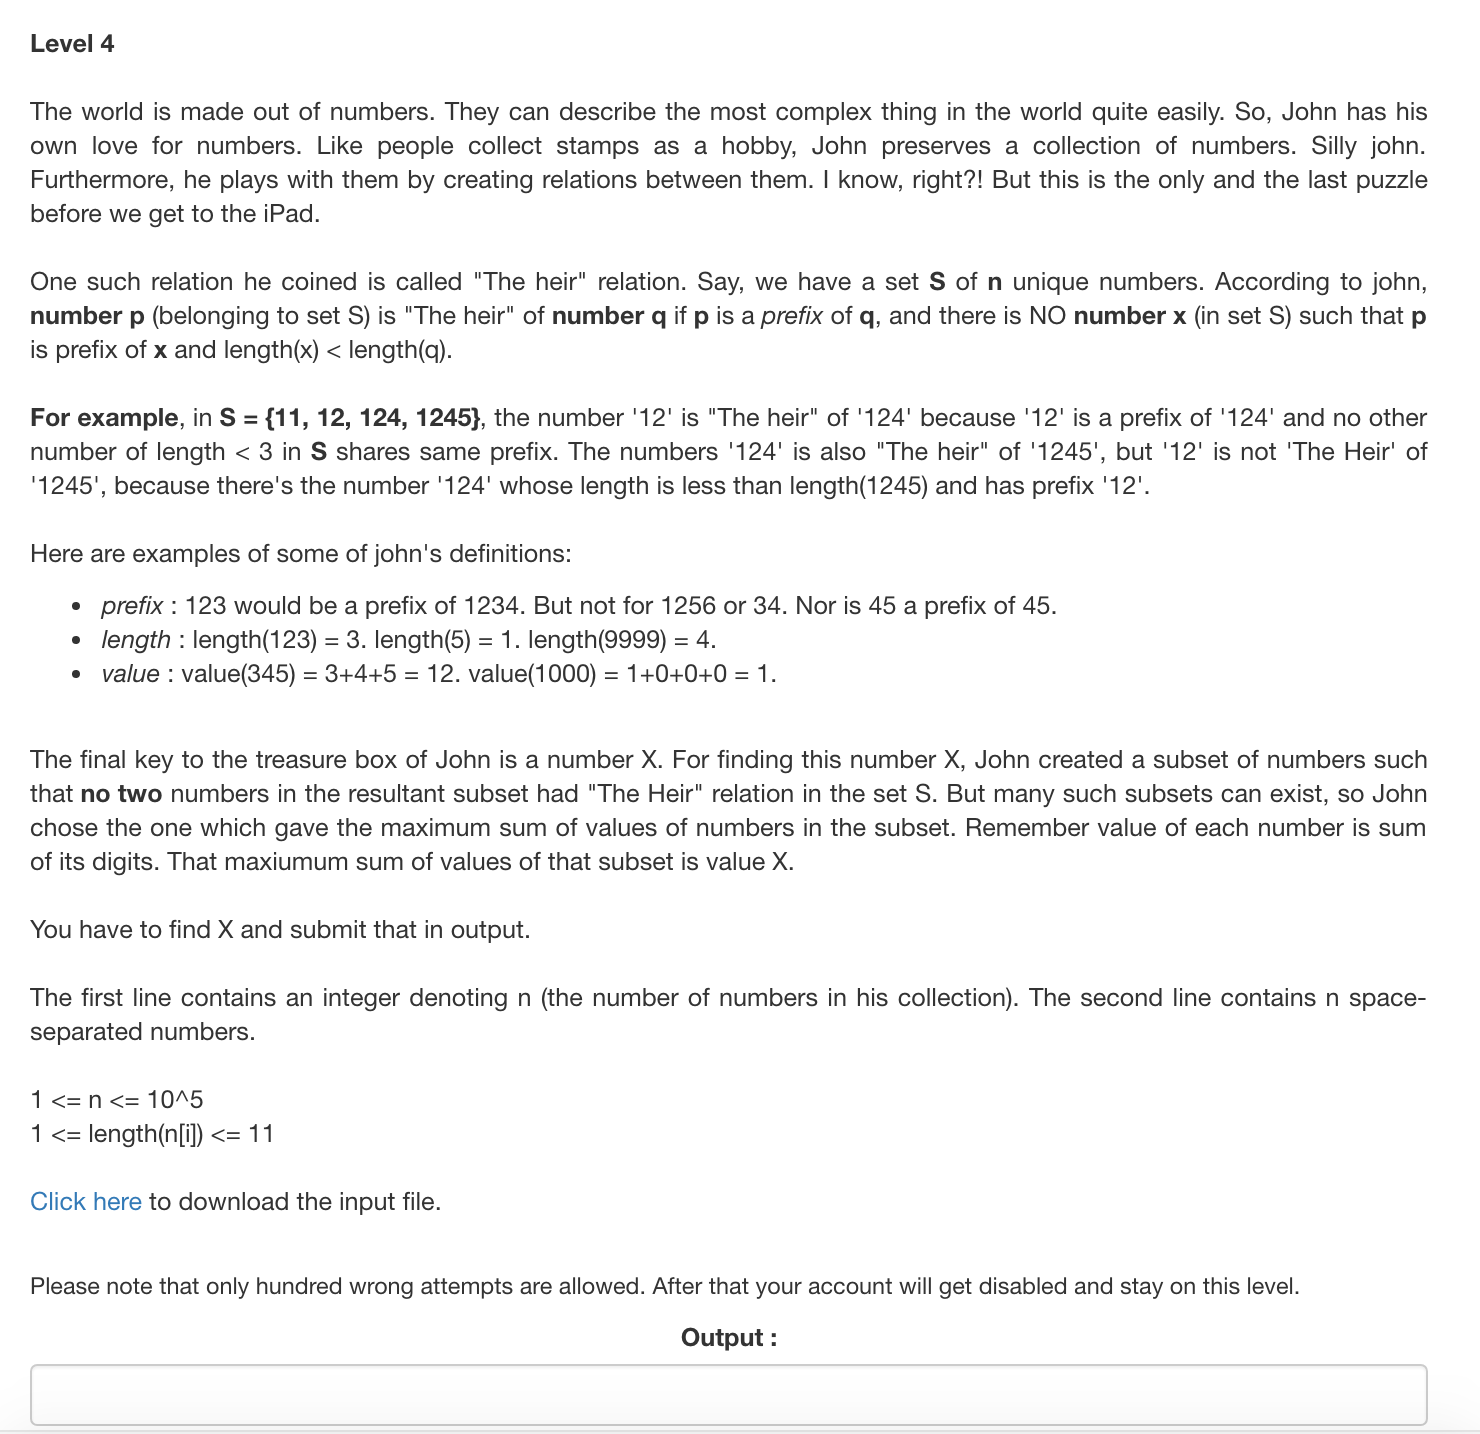 Level 4
The world is made out of numbers. They can describe the most complex thing in the world quite easily. So, John has his
own love for numbers. Like people collect stamps as a hobby, John preserves a collection of numbers. Silly john.
Furthermore, he plays with them by creating relations between them. I know, right?! But this is the only and the last puzzle
before we get to the iPad.
One such relation he coined is called "The heir" relation. Say, we have a set S of n unique numbers. According to john,
number p (belonging to set S) is "The heir" of number q if p is a prefix of q, and there is NO number x (in set S) such that p
is prefix of x and length(x) < length(q).
For example, in S = {11, 12, 124, 1245}, the number '12' is "The heir" of '124' because '12' is a prefix of '124' and no other
number of length < 3 in S shares same prefix. The numbers '124' is also "The heir" of '1245', but '12' is not 'The Heir' of
'1245', because there's the number '124' whose length is less than length(1245) and has prefix '12'.
Here are examples of some of john's definitions:
• prefix : 123 would be a prefix of 1234. But not for 1256 or 34. Nor is 45 a prefix of 45.
• length : length(123) = 3. length(5) = 1. length(9999) = 4.
• value : value(345) = 3+4+5 = 12. value(1000) = 1+0+0+0 = 1.
The final key to the treasure box of John is a number X. For finding this number X, John created a subset of numbers such
that no two numbers in the resultant subset had "The Heir" relation in the set S. But many such subsets can exist, so John
chose the one which gave the maximum sum of values of numbers in the subset. Remember value of each number is sum
of its digits. That maxiumum sum of values of that subset is value X.
You have to find X and submit that in output.
The first line contains an integer denoting n (the number of numbers in his collection). The second line contains n space-
separated numbers.
1 <= n <= 10^5
1 <= length(n[i]) <= 11
Click here to download the input file.
Please note that only hundred wrong attempts are allowed. After that your account will get disabled and stay on this level.
Output :